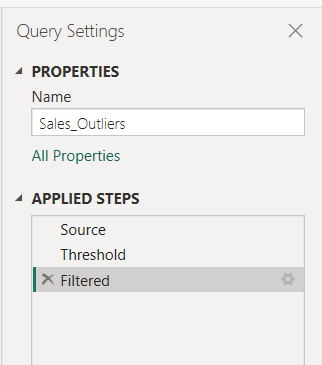 Query Settings
PROPERTIES
Name
Sales_Outliers
All Properties
APPLIED STEPS
Source
Threshold
Filtered